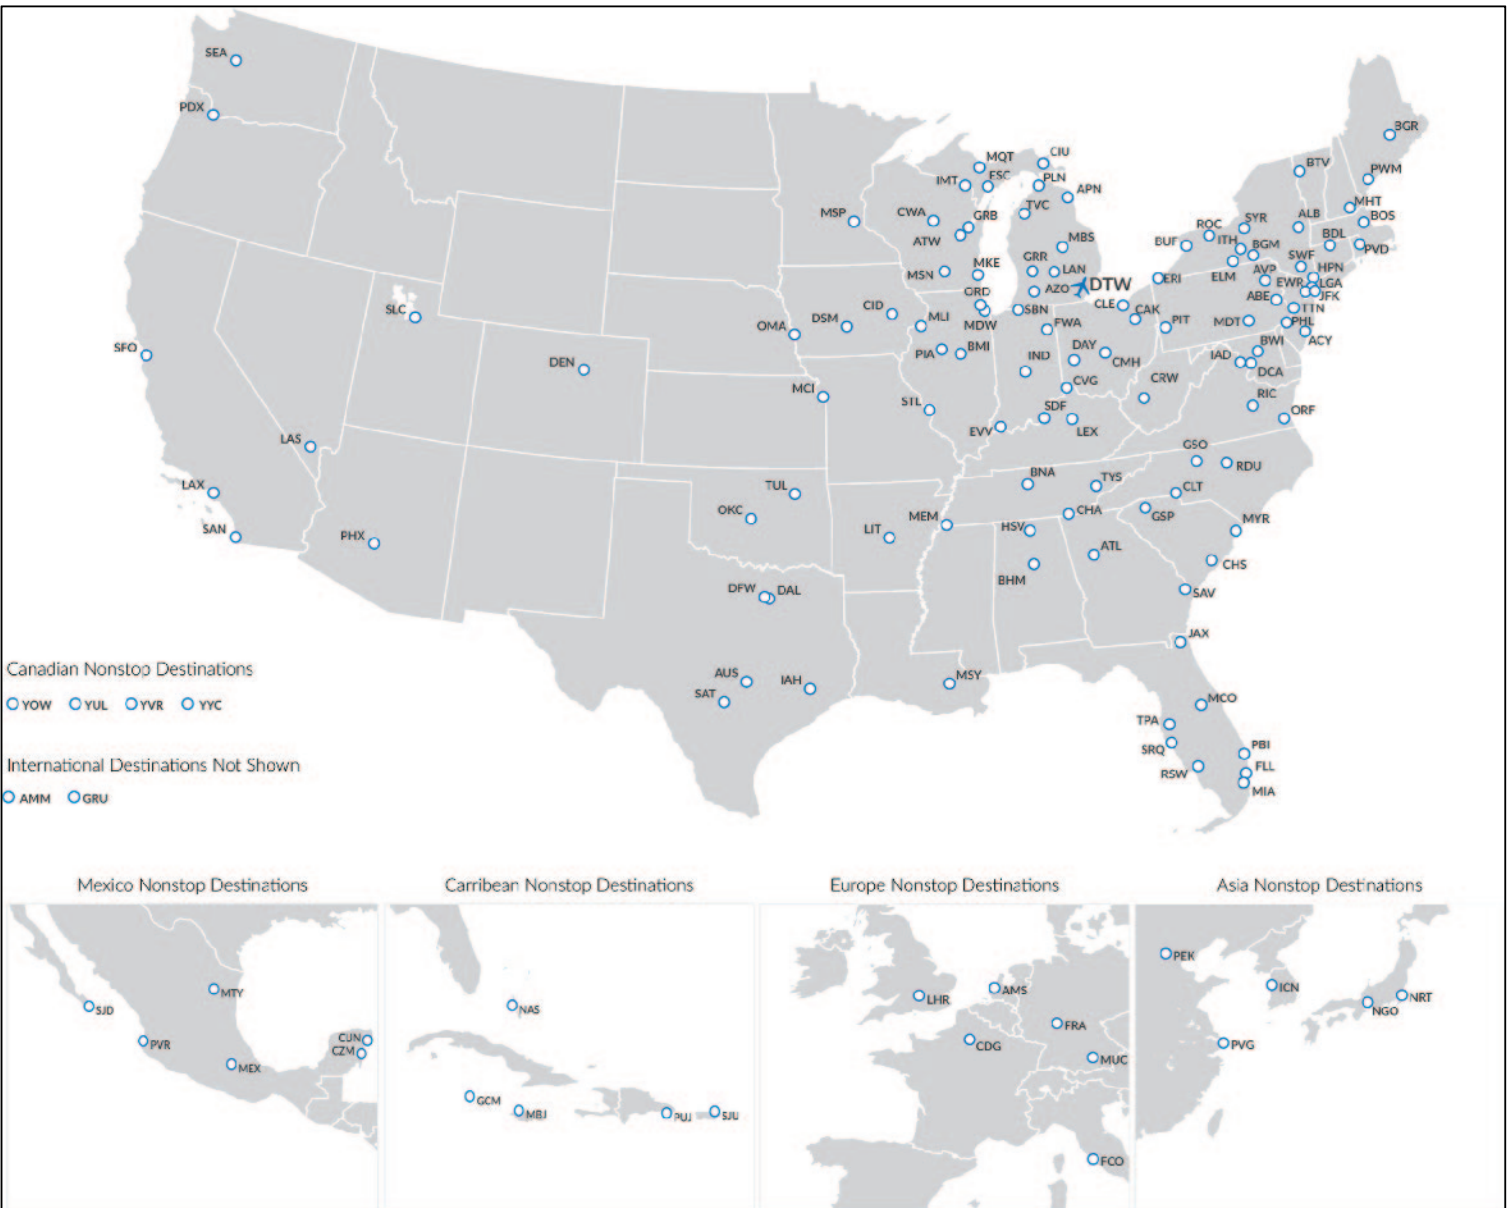 SEA
PDX
SFO
LAX
SAN
LAS
SLC
PHX
DEN
OMA
MCI
TUL
OKC
DFW
DAL
AUS
SAT
IAH
MSP
DSM
CID
MLI
PIA
BMI
STL
LIT
MEM
MSY
MQT
CIU
IMT
ESC
PLN
APN
CWA
GRB
ATW
TVC
MBS
MSN
MKE
GRR
LAN
ORD
AZO
DTW
MDW
SBN
FWA
CLE
CAK
PIT
ERI
IND
DAY
CMH
CVG
CRW
EVV
SDF
LEX
BNA
TYS
CHA
HSV
BHM
ATL
GSO
RDU
CLT
GSP
MYR
CHS
SAV
JAX
MCO
TPA
SRQ
RSW
PBI
FLL
MIA
BGR
BTV
PWM
MHT
BOS
ALB
BDL
PVD
SYR
ROC
BUF
ITH
BGM
ELM
AVP
SWF
HPN
EWR
LGA
JFK
ABE
TTN
MDT
PHL
ACY
BWI
IAD
DCA
RIC
ORF
Canadian Nonstop Destinations
YOW YUL YVR YYC
International Destinations Not Shown
AMM GRU
Mexico Nonstop Destinations
SJD
MTY
PVR
MEX
CUN
CZM
Carribean Nonstop Destinations
NAS
GCM
MBJ
PUJ
SJU
Europe Nonstop Destinations
LHR
AMS
CDG
FRA
MUC
FCO
Asia Nonstop Destinations
PEK
ICN
NRT
NGO
PVG